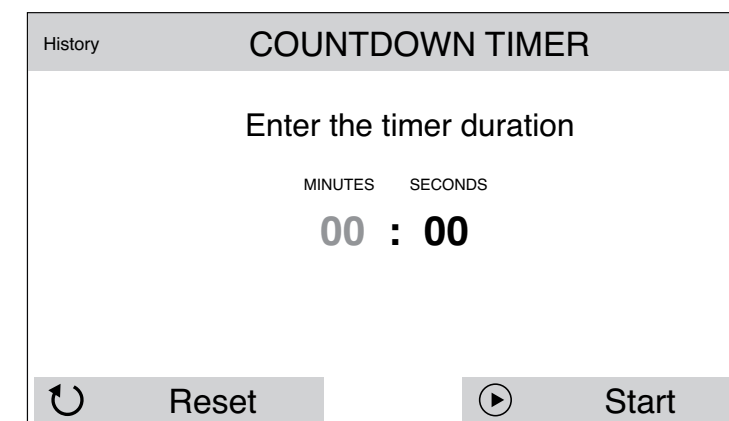 History COUNTDOWN TIMER
Enter the timer duration
MINUTES SECONDS
00 : 00
Reset Start